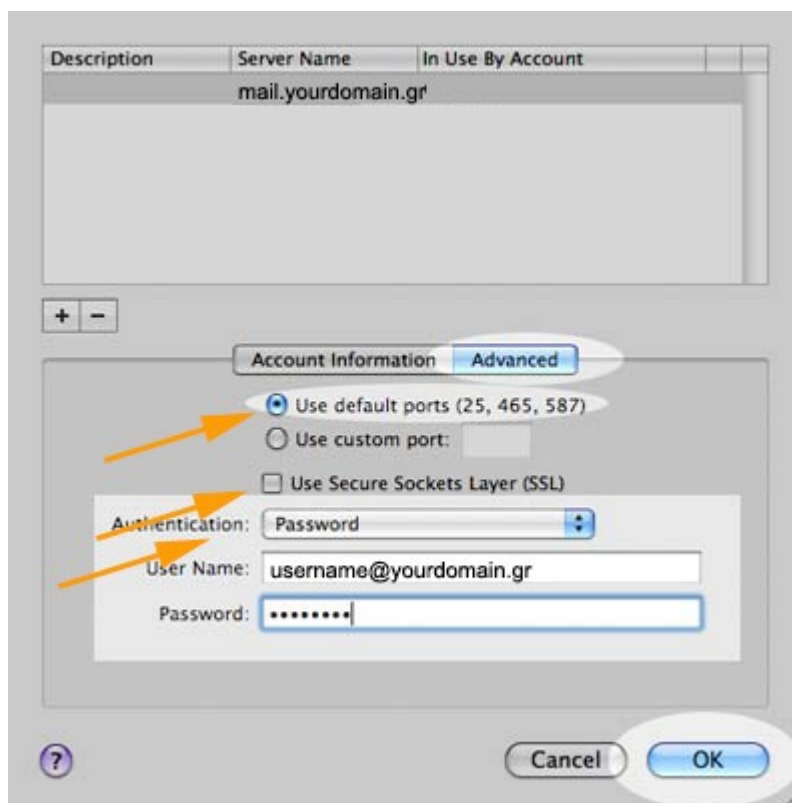 Description Server Name In Use By Account
mail.yourdomain.gr
+ −
Account Information Advanced
Use default ports (25, 465, 587)
Use custom port:
Use Secure Sockets Layer (SSL)
Authentication: Password
User Name: username@yourdomain.gr
Password: ••••••••
? Cancel OK